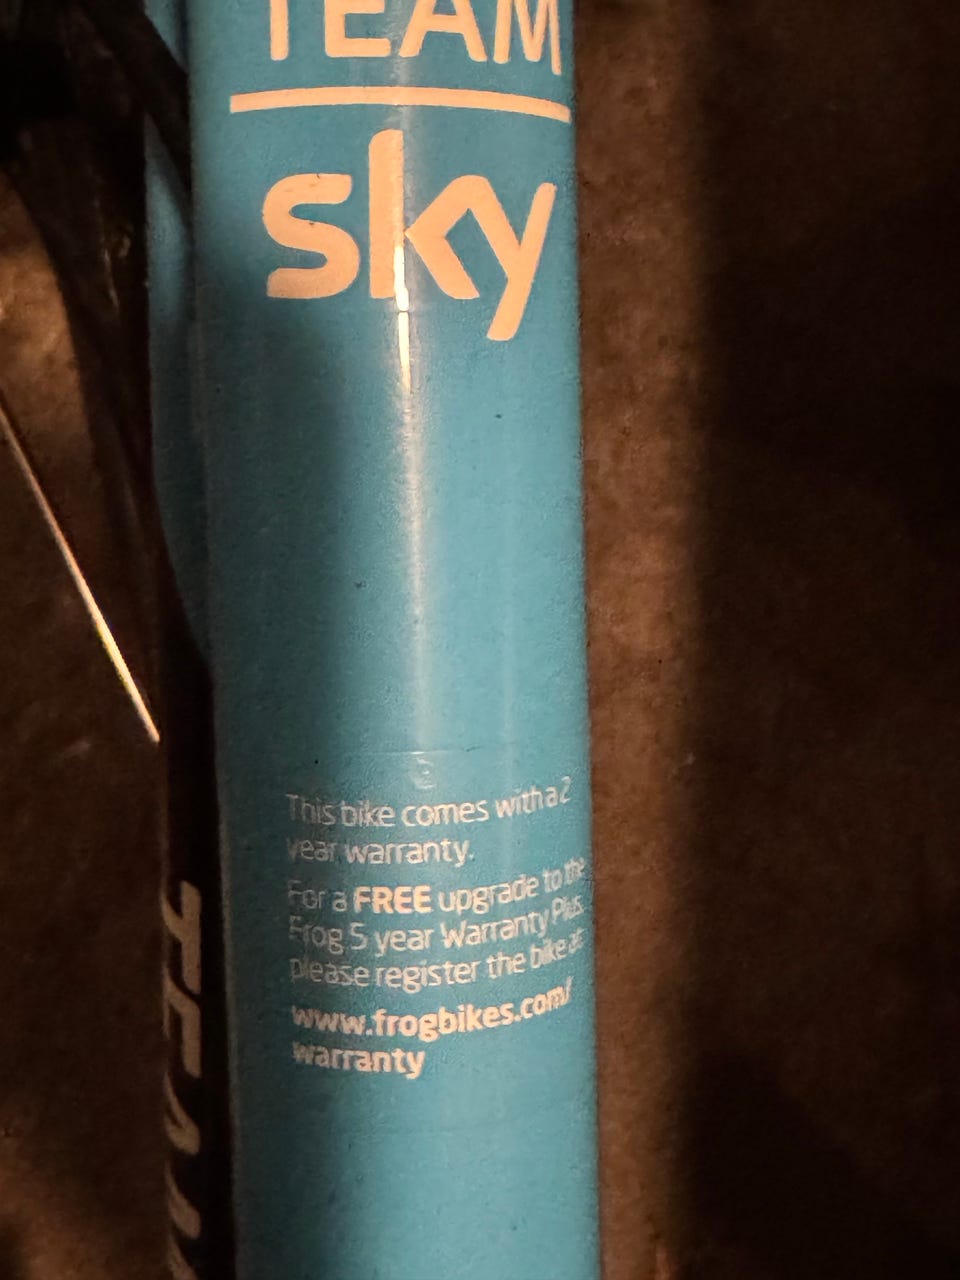 TEAM
sky
This bike comes with a 2
year warranty.
For a FREE upgrade to the
Frog 5 year Warranty Plus,
please register the bike at:
www.frogbikes.com/
warranty